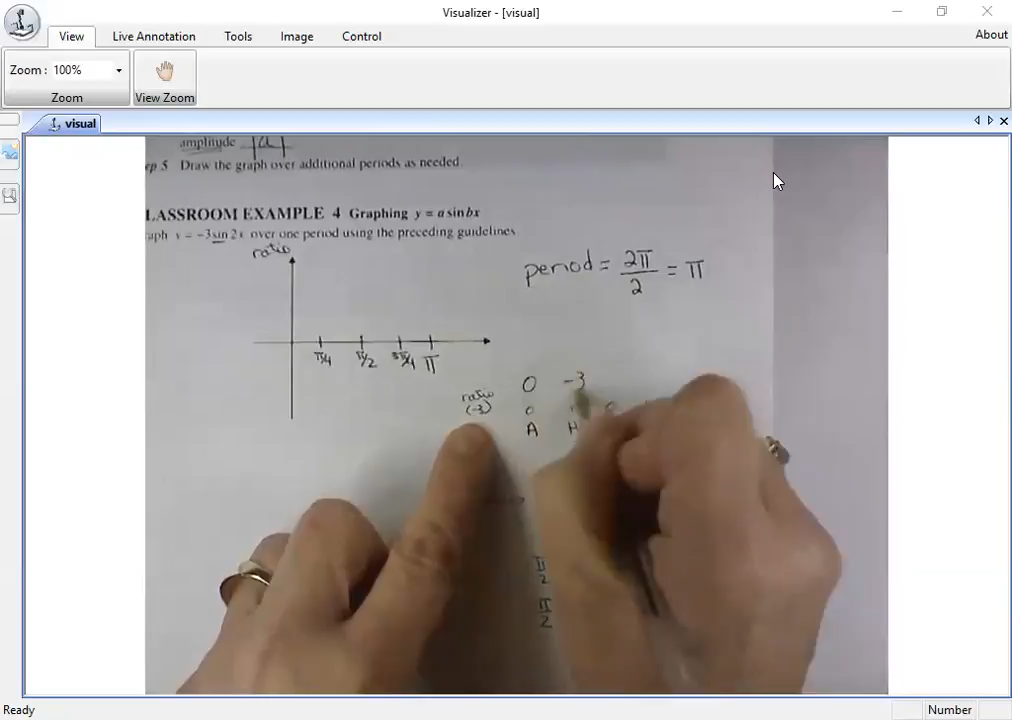 Visualizer - [visual]
View Live Annotation Tools Image Control About
Zoom : 100%
Zoom View Zoom
visual
amplitude |a|
ep 5 Draw the graph over additional periods as needed
LASSROOM EXAMPLE 4 Graphing y = a sin bx
aph y = -3 sin 2x over one period using the preceding guidelines
ratio
period = 2π/2 = π
π/4 π/2 3π/4 π
0 -3
ratio (-3) 0
A H
π/2
π/2
Ready Number